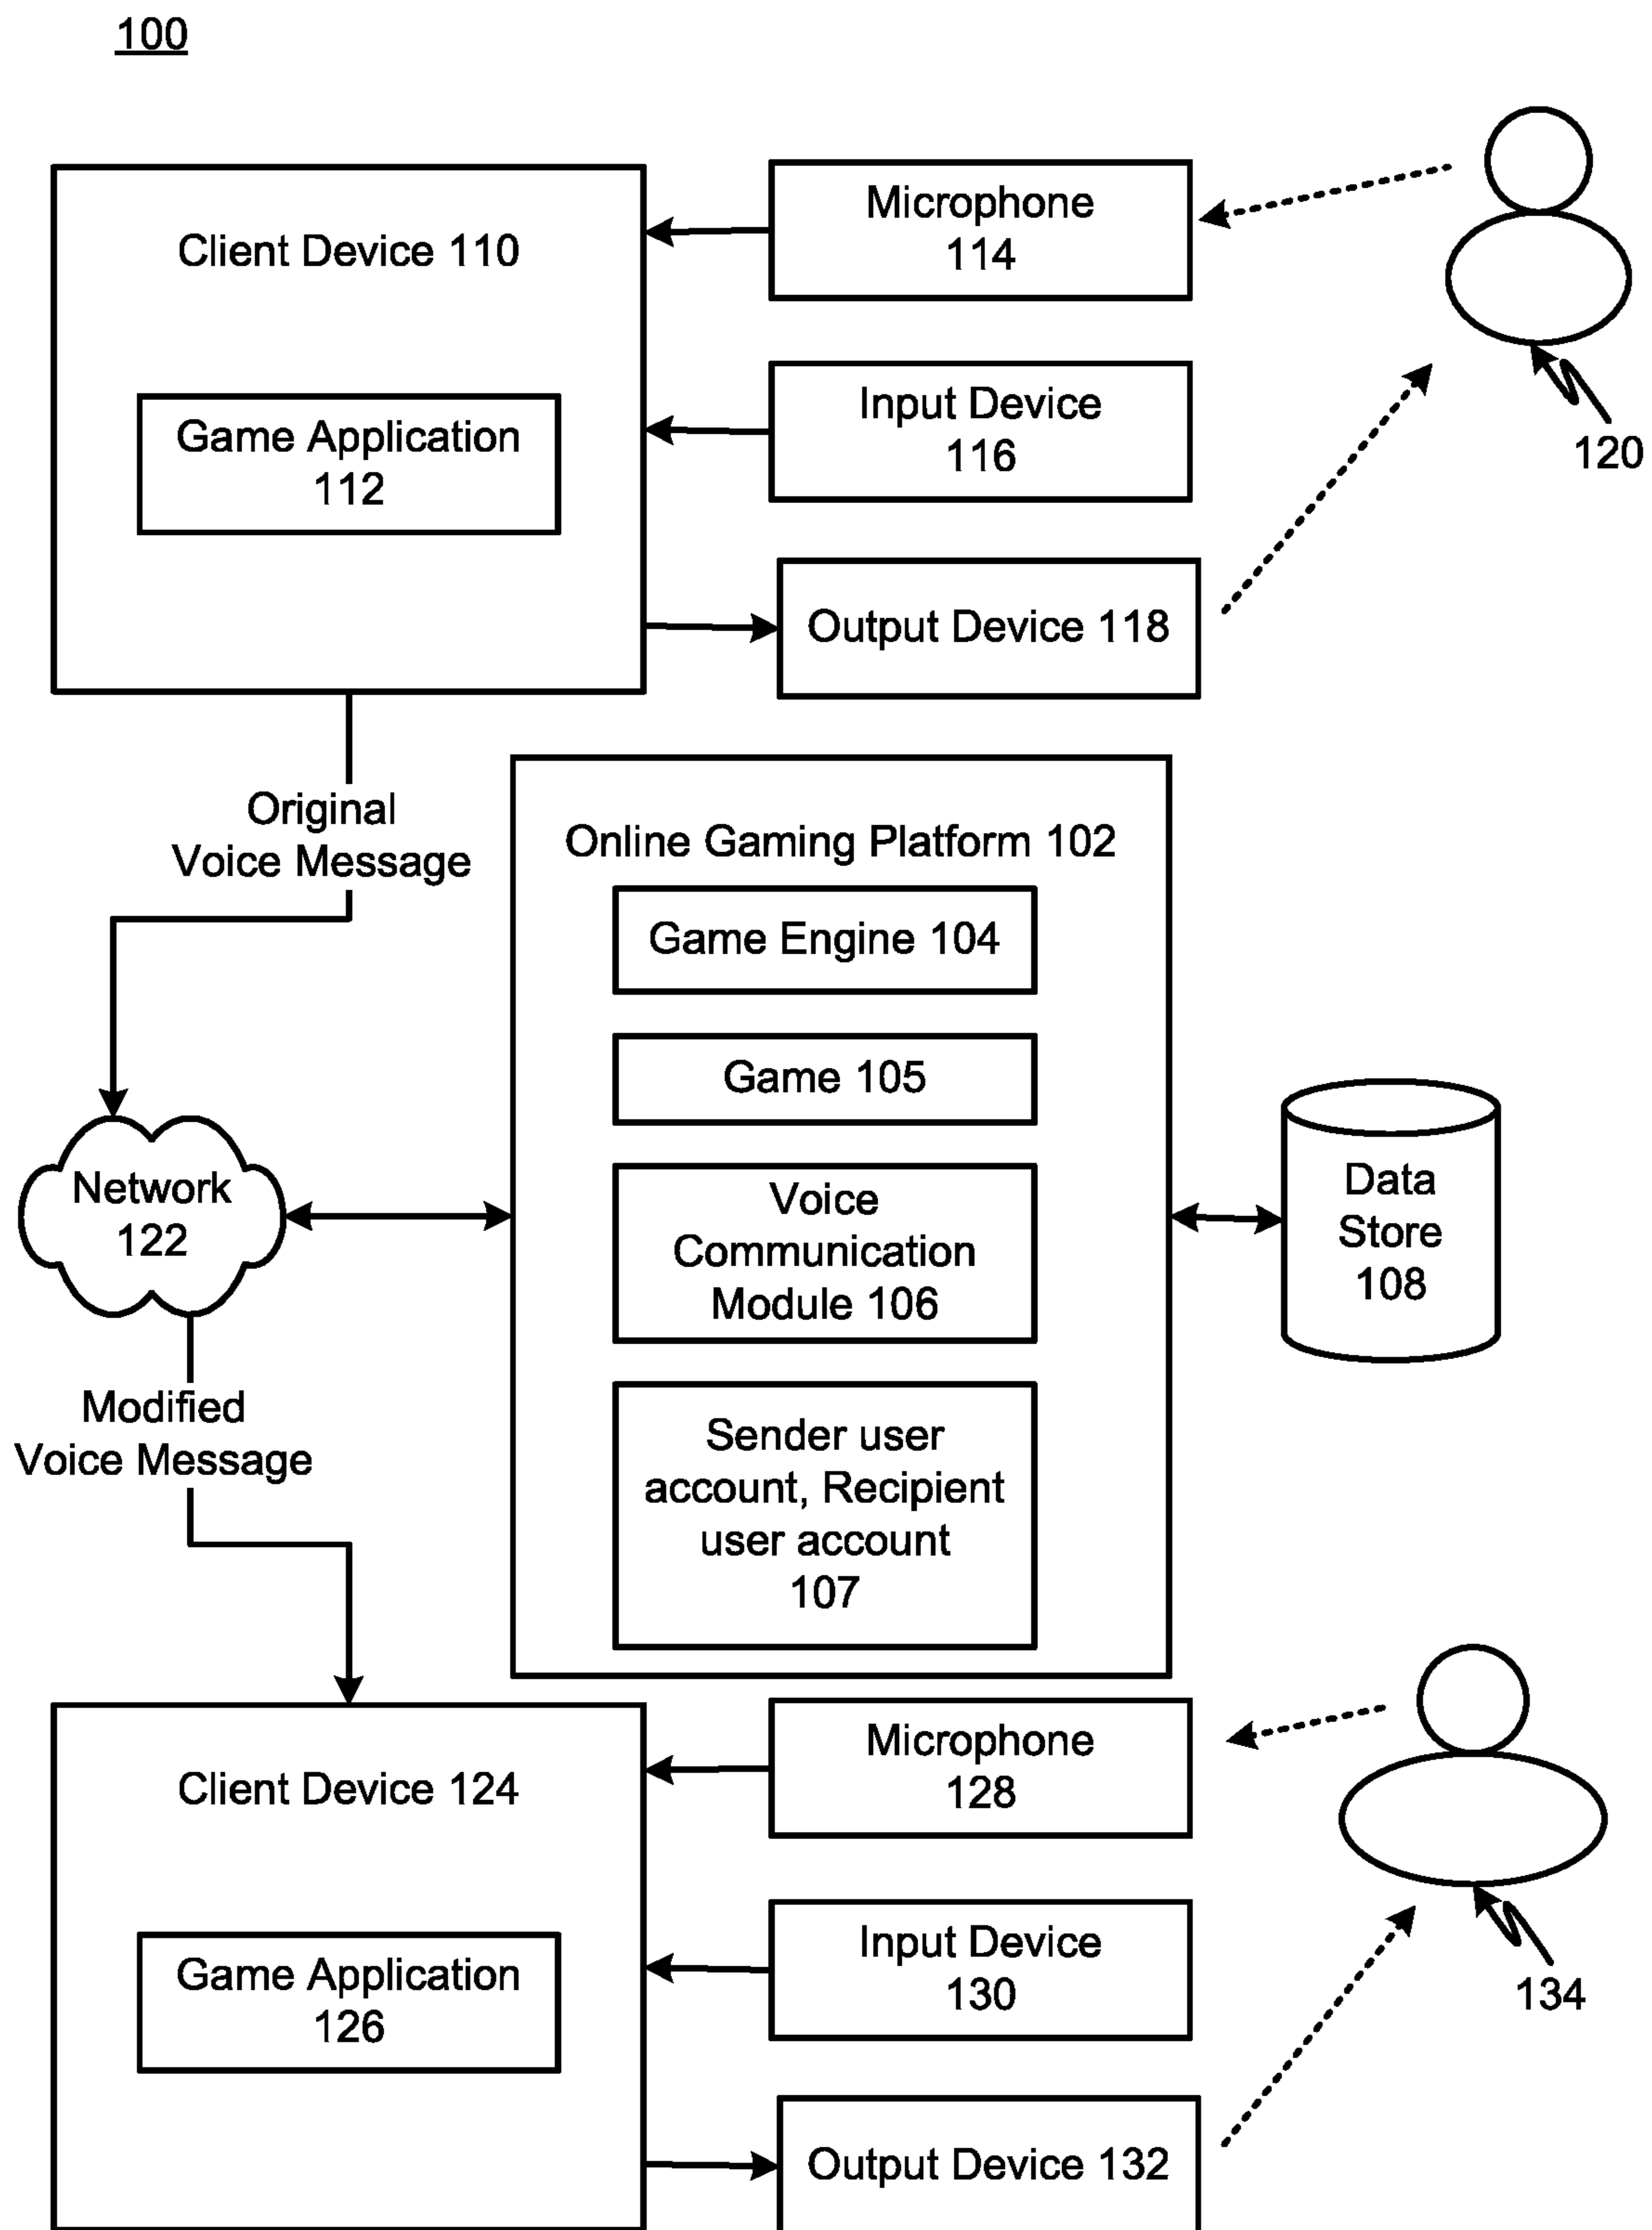 100
Client Device 110
Game Application
112
Microphone
114
Input Device
116
Output Device 118
120
Original
Voice Message
Online Gaming Platform 102
Game Engine 104
Game 105
Voice
Communication
Module 106
Sender user
account, Recipient
user account
107
Network
122
Data
Store
108
Modified
Voice Message
Client Device 124
Game Application
126
Microphone
128
Input Device
130
Output Device 132
134